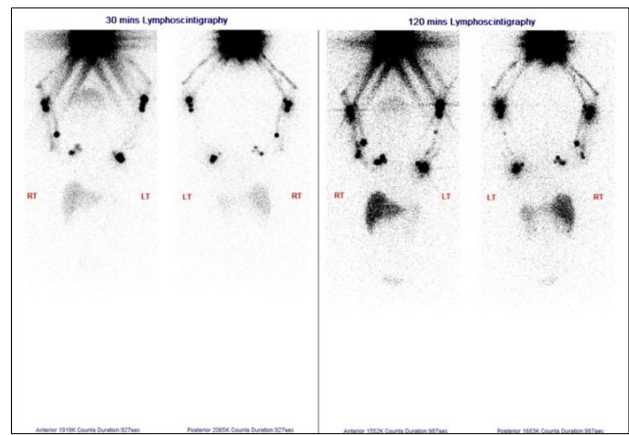 30 mins Lymphoscintigraphy
120 mins Lymphoscintigraphy
RT LT LT RT
RT LT LT RT
Anterior 1919K Counts Duration:927sec
Posterior 2065K Counts Duration:927sec
Anterior 1552K Counts Duration:987sec
Posterior 1683K Counts Duration:987sec